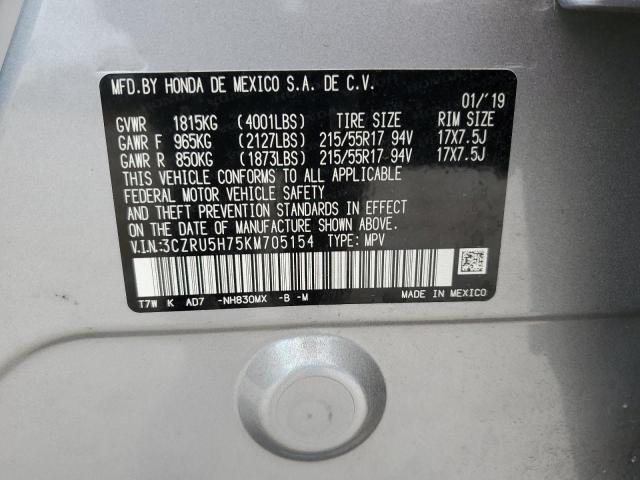 MFD.BY HONDA DE MEXICO S.A. DE C.V.
01/'19
GVWR 1815KG (4001LBS) TIRE SIZE RIM SIZE
GAWR F 965KG (2127LBS) 215/55R17 94V 17X7.5J
GAWR R 850KG (1873LBS) 215/55R17 94V 17X7.5J
THIS VEHICLE CONFORMS TO ALL APPLICABLE
FEDERAL MOTOR VEHICLE SAFETY
AND THEFT PREVENTION STANDARDS IN EFFECT
ON THE DATE OF MANUFACTURE SHOWN ABOVE.
V.I.N:3CZRU5H75KM705154 TYPE: MPV
T7W K AD7 -NH830MX -B -M MADE IN MEXICO